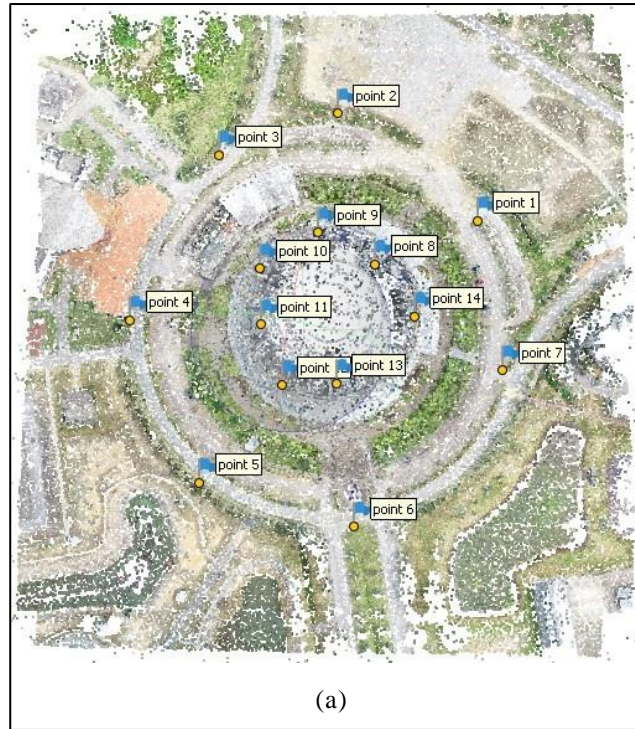 point 2
point 3
point 1
point 9
point 10
point 8
point 4
point 11
point 14
point 13
point
point 7
point 5
point 6
(a)